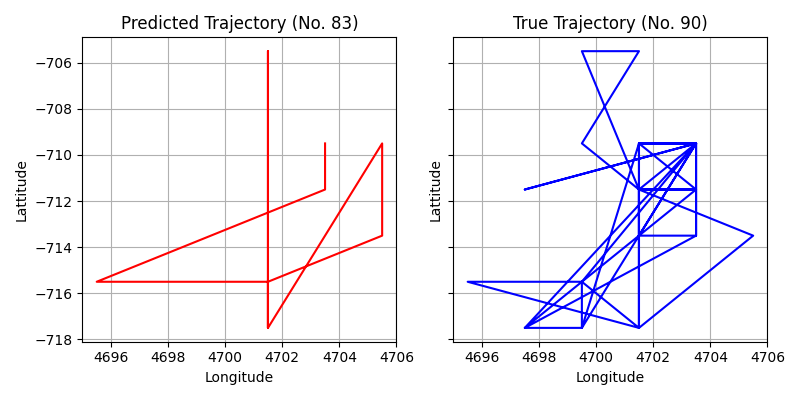 Predicted Trajectory (No. 83)
True Trajectory (No. 90)
−706
−708
−710
−712
−714
−716
−718
Lattitude
Lattitude
4696 4698 4700 4702 4704 4706
4696 4698 4700 4702 4704 4706
Longitude
Longitude